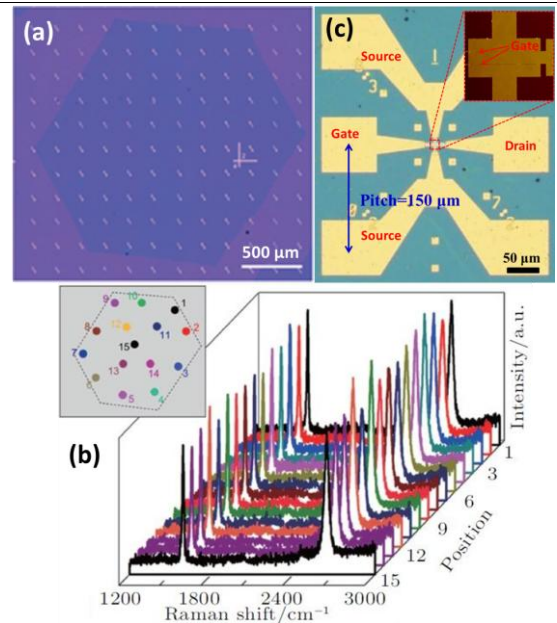 (a)
500 μm
(c)
Source
Gate
Gate
Drain
Pitch=150 μm
Source
50 μm
9
10
1
8
12
11
2
15
7
13
14
3
6
5
4
(b)
Intensity/a.u.
1
3
6
9
12
15
Position
1200
1800
2400
3000
Raman shift/cm⁻¹